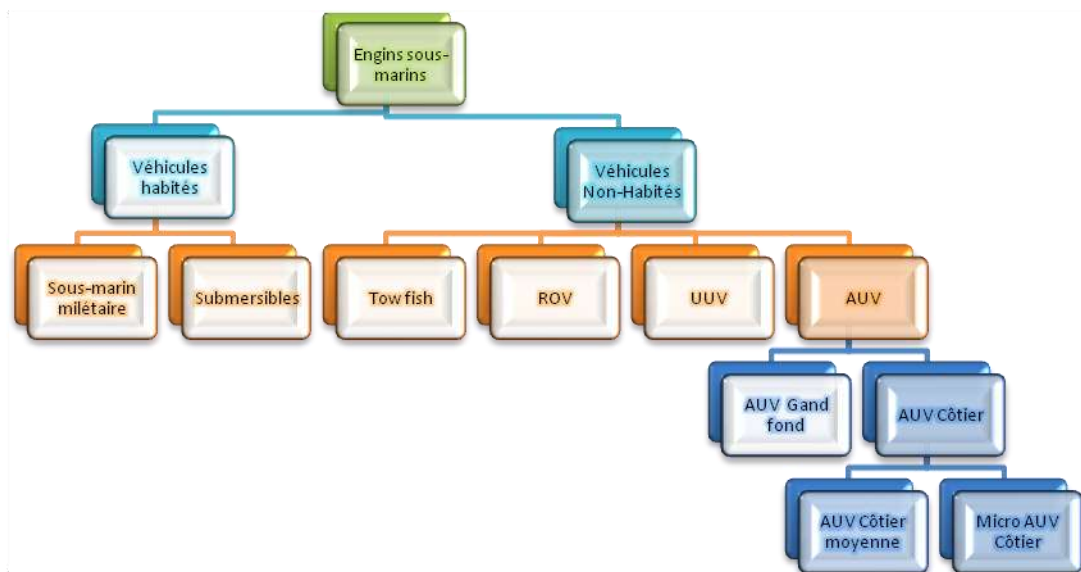 Engins sous-
marins
Véhicules
habités
Véhicules
Non-Habités
Sous-marin
milétaire
Submersibles
Tow fish
ROV
UUV
AUV
AUV Gand
fond
AUV Côtier
AUV Côtier
moyenne
Micro AUV
Côtier